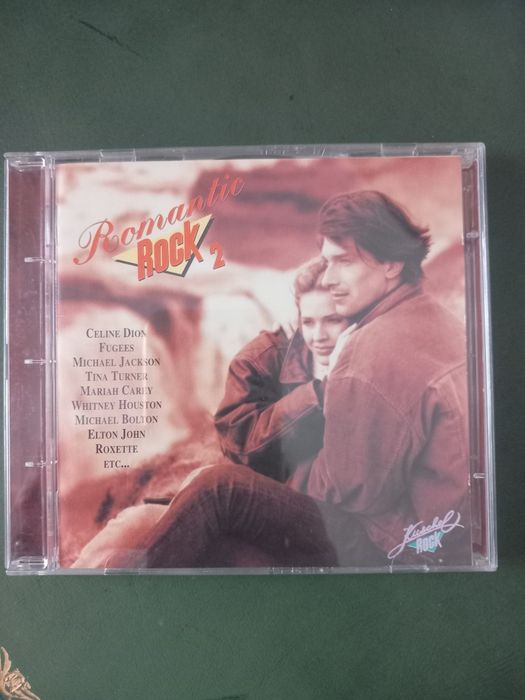 Romantic
ROCK 2
CELINE DION
FUGEES
MICHAEL JACKSON
TINA TURNER
MARIAH CAREY
WHITNEY HOUSTON
MICHAEL BOLTON
ELTON JOHN
ROXETTE
ETC...
Kuschel
ROCK